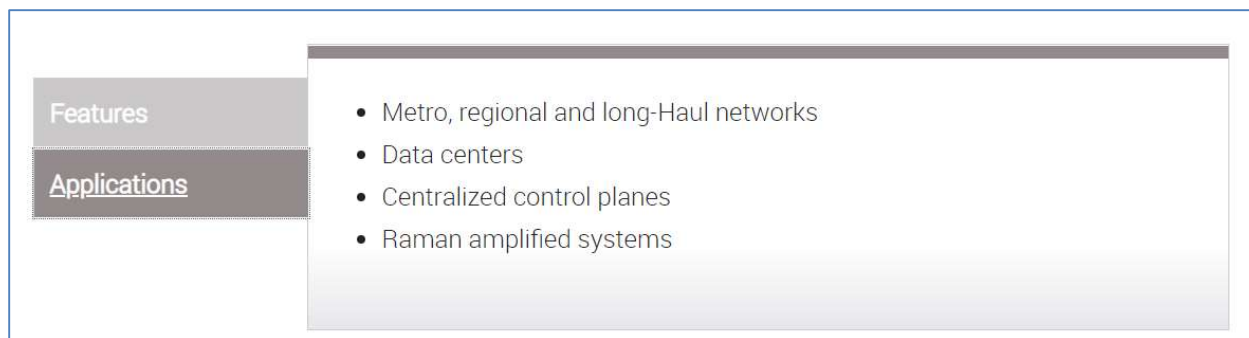 Features
Applications
• Metro, regional and long-Haul networks
• Data centers
• Centralized control planes
• Raman amplified systems